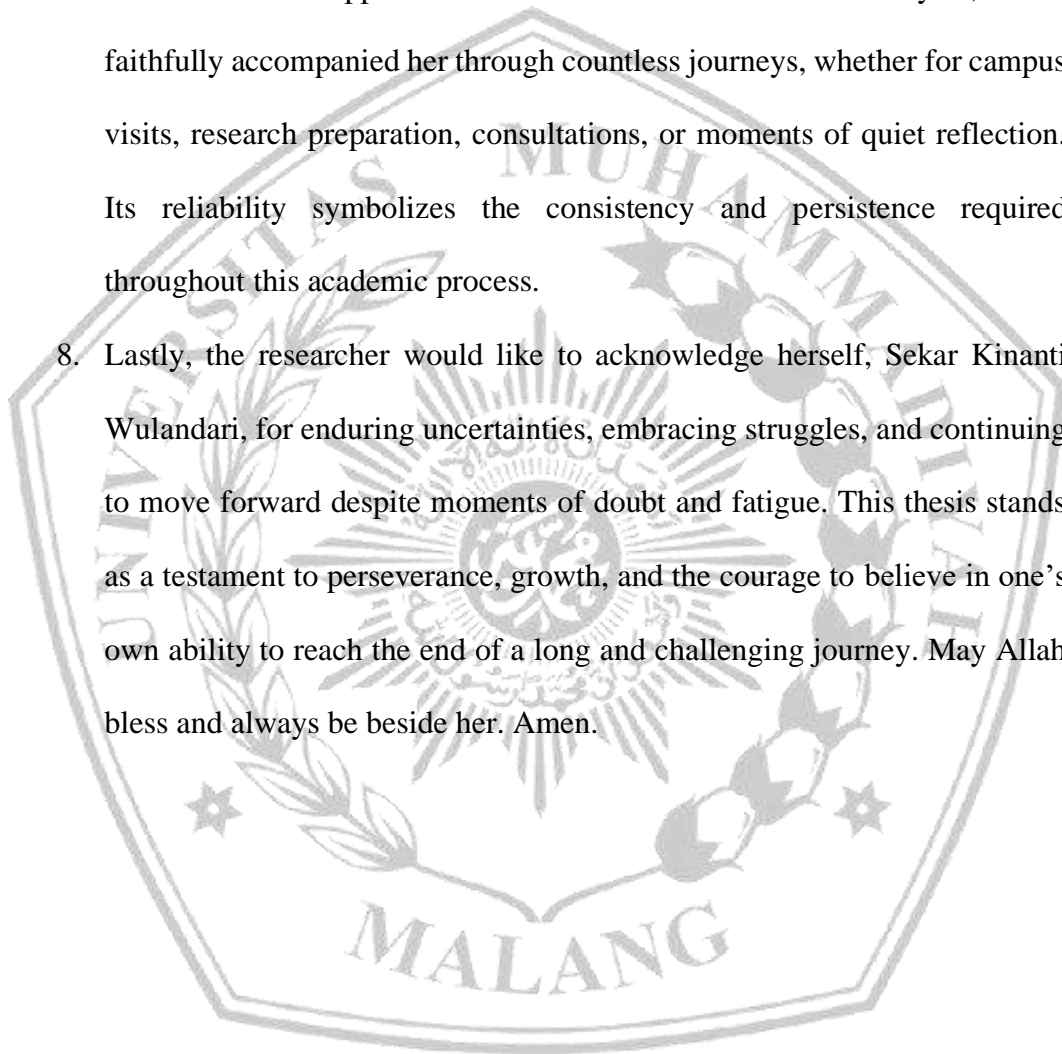 faithfully accompanied her through countless journeys, whether for campus
visits, research preparation, consultations, or moments of quiet reflection.
Its reliability symbolizes the consistency and persistence required
throughout this academic process.
8. Lastly, the researcher would like to acknowledge herself, Sekar Kinanti
Wulandari, for enduring uncertainties, embracing struggles, and continuing
to move forward despite moments of doubt and fatigue. This thesis stands
as a testament to perseverance, growth, and the courage to believe in one’s
own ability to reach the end of a long and challenging journey. May Allah
bless and always be beside her. Amen.
UNIVERSITAS MUHAMMADIYAH
MALANG